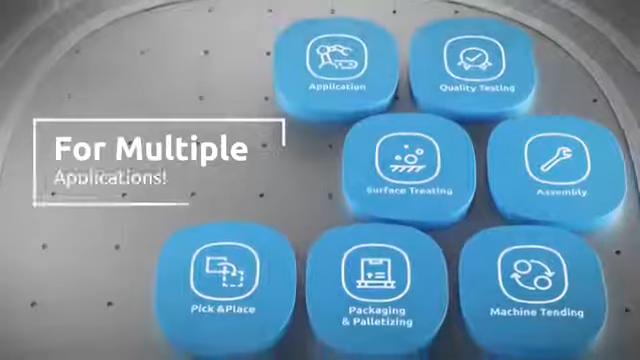 For Multiple
Applications!
Application
Quality Testing
Surface Treating
Assembly
Pick &Place
Packaging
& Palletizing
Machine Tending